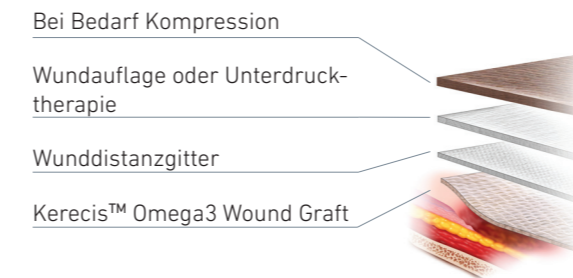 Bei Bedarf Kompression
Wundauflage oder Unterdruck-
therapie
Wunddistanzgitter
Kerecis™ Omega3 Wound Graft